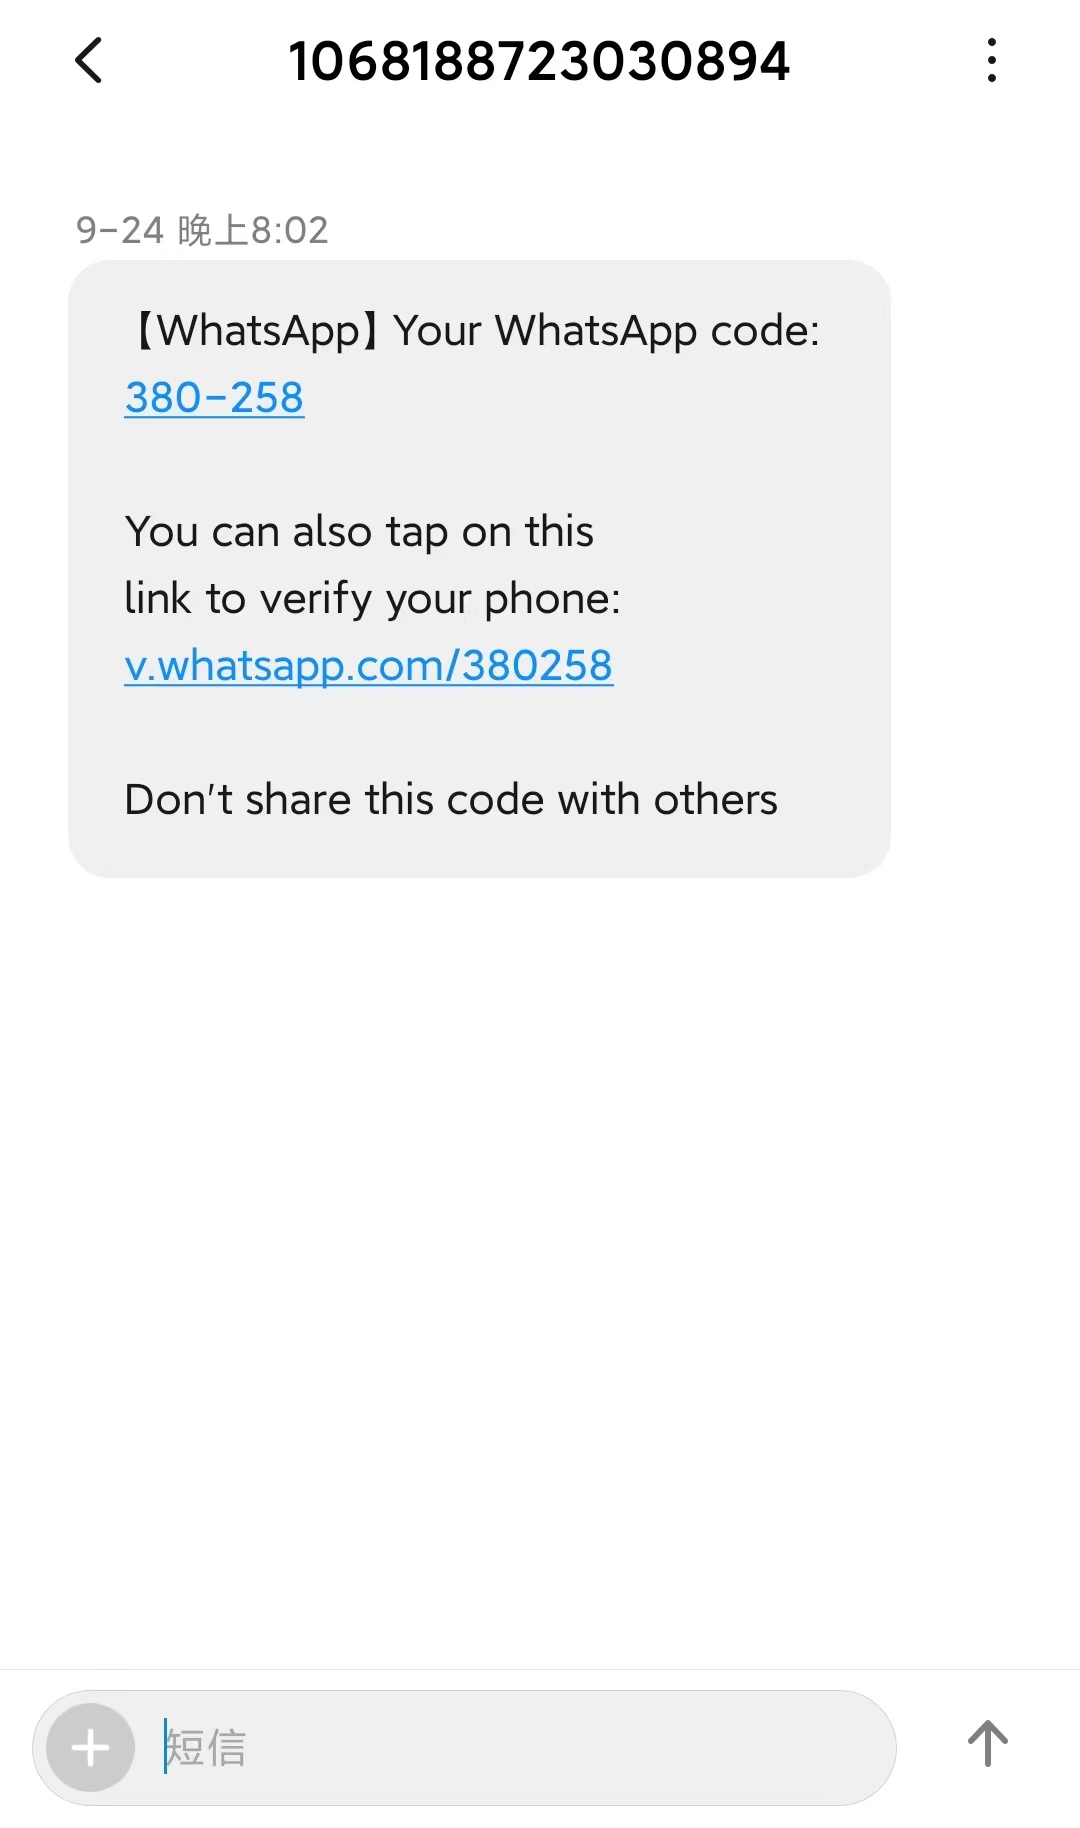 10681188723030894
9-24 晚上8:02
【WhatsApp】Your WhatsApp code:
380-258
You can also tap on this
link to verify your phone:
v.whatsapp.com/380258
Don't share this code with others
短信